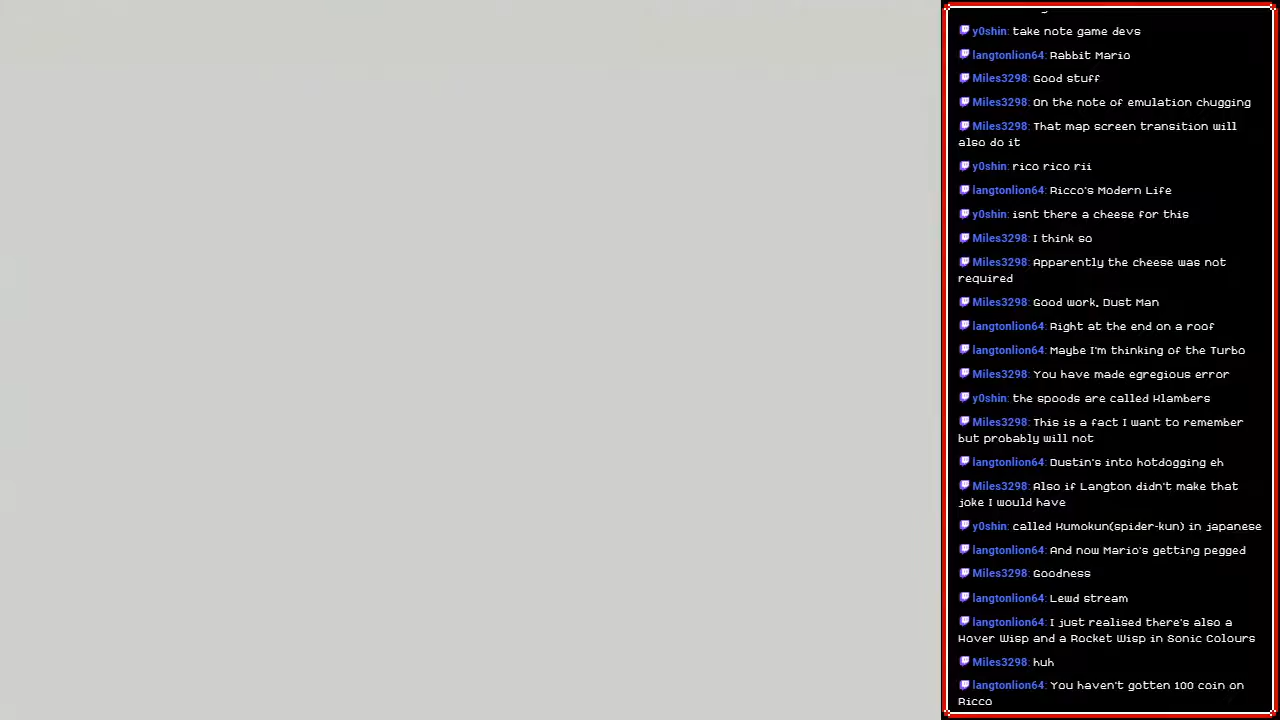 y0shin: take note game devs
langtonlion64: Rabbit Mario
Miles3298: Good stuff
Miles3298: On the note of emulation chugging
Miles3298: That map screen transition will
also do it
y0shin: rico rico rii
langtonlion64: Ricco's Modern Life
y0shin: isnt there a cheese for this
Miles3298: I think so
Miles3298: Apparently the cheese was not
required
Miles3298: Good work, Dust Man
langtonlion64: Right at the end on a roof
langtonlion64: Maybe I'm thinking of the Turbo
Miles3298: You have made egregious error
y0shin: the spoods are called Klambers
Miles3298: This is a fact I want to remember
but probably will not
langtonlion64: Dustin's into hotdogging eh
Miles3298: Also if Langton didn't make that
joke I would have
y0shin: called Kumokun(spider-kun) in japanese
langtonlion64: And now Mario's getting pegged
Miles3298: Goodness
langtonlion64: Lewd stream
langtonlion64: I just realised there's also a
Hover Wisp and a Rocket Wisp in Sonic Colours
Miles3298: huh
langtonlion64: You haven't gotten 100 coin on
Ricco